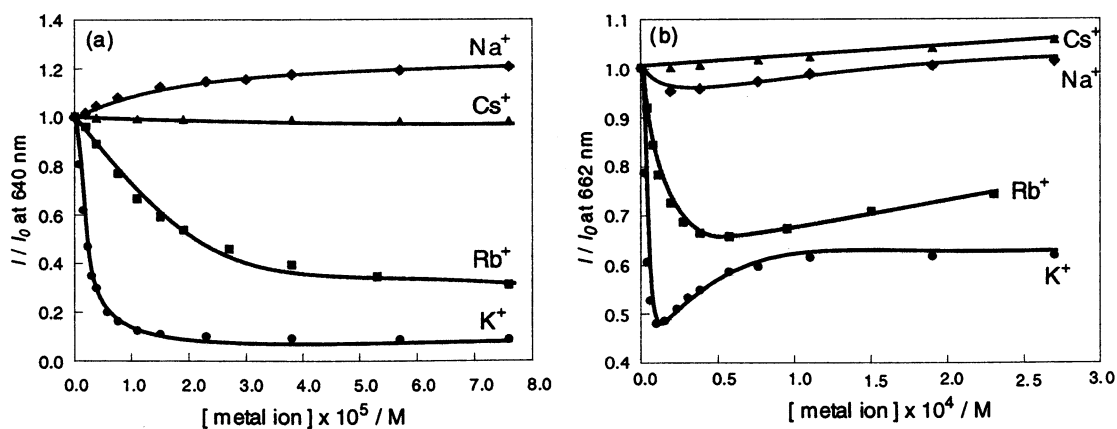 (a)
Na+
Cs+
Rb+
K+
I / I0 at 640 nm
1.4
1.2
1.0
0.8
0.6
0.4
0.2
0.0
0.0 1.0 2.0 3.0 4.0 5.0 6.0 7.0 8.0
[ metal ] ion x 10^5 / M
(b)
Cs+
Na+
Rb+
K+
I / I0 at 662 nm
1.1
1.0
0.9
0.8
0.7
0.6
0.5
0.4
0.0 0.5 1.0 1.5 2.0 2.5 3.0
[ metal ion ] x 10^4 / M